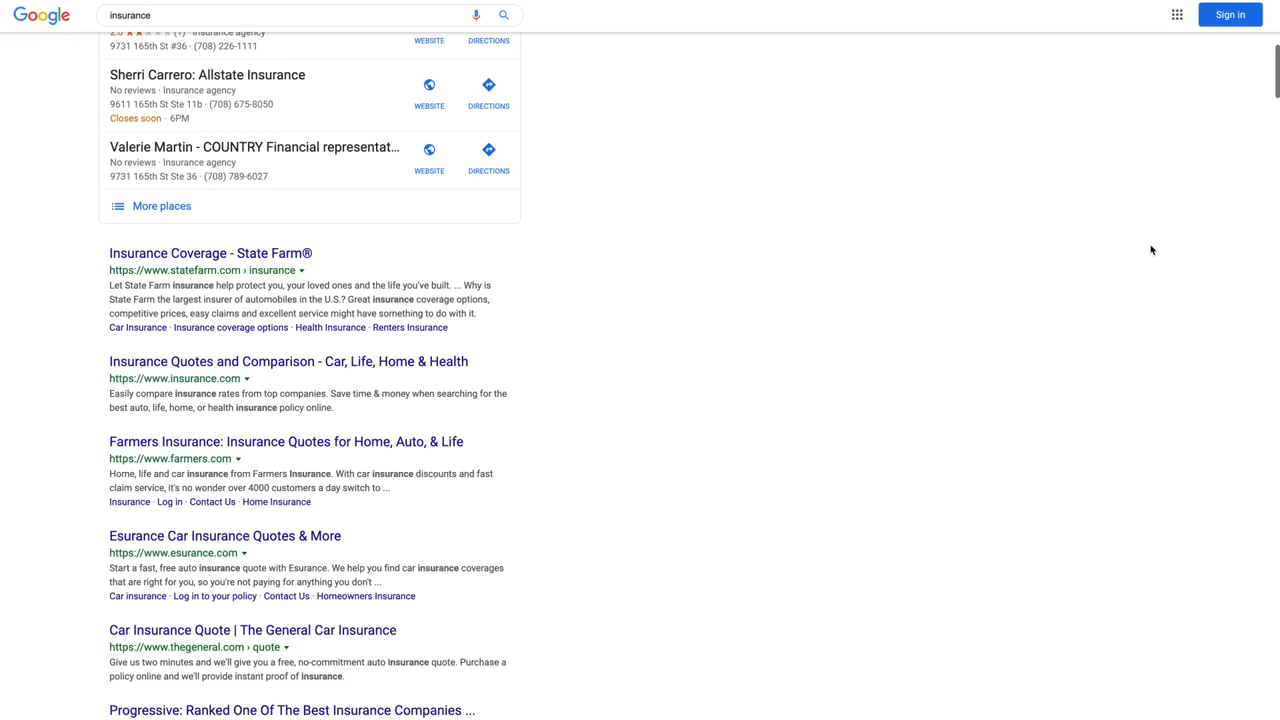 Google
insurance
Sign in
2.0 (1) · Insurance agency
9731 165th St #36 · (708) 226-1111
WEBSITE
DIRECTIONS
Sherri Carrero: Allstate Insurance
No reviews · Insurance agency
9611 165th St Ste 11b · (708) 675-8050
Closes soon · 6PM
WEBSITE
DIRECTIONS
Valerie Martin - COUNTRY Financial representat...
No reviews · Insurance agency
9731 165th St Ste 36 · (708) 789-6027
WEBSITE
DIRECTIONS
More places
Insurance Coverage - State Farm®
https://www.statefarm.com › insurance
Let State Farm insurance help protect you, your loved ones and the life you've built. ... Why is
State Farm the largest insurer of automobiles in the U.S.? Great insurance coverage options,
competitive prices, easy claims and excellent service might have something to do with it.
Car Insurance · Insurance coverage options · Health Insurance · Renters Insurance
Insurance Quotes and Comparison - Car, Life, Home & Health
https://www.insurance.com
Easily compare insurance rates from top companies. Save time & money when searching for the
best auto, life, home, or health insurance policy online.
Farmers Insurance: Insurance Quotes for Home, Auto, & Life
https://www.farmers.com
Home, life and car insurance from Farmers Insurance. With car insurance discounts and fast
claim service, it's no wonder over 4000 customers a day switch to ...
Insurance · Log in · Contact Us · Home Insurance
Esurance Car Insurance Quotes & More
https://www.esurance.com
Start a fast, free auto insurance quote with Esurance. We help you find car insurance coverages
that are right for you, so you're not paying for anything you don't ...
Car insurance · Log in to your policy · Contact Us · Homeowners Insurance
Car Insurance Quote | The General Car Insurance
https://www.thegeneral.com › quote
Give us two minutes and we'll give you a free, no-commitment auto insurance quote. Purchase a
policy online and we'll provide instant proof of insurance.
Progressive: Ranked One Of The Best Insurance Companies ...